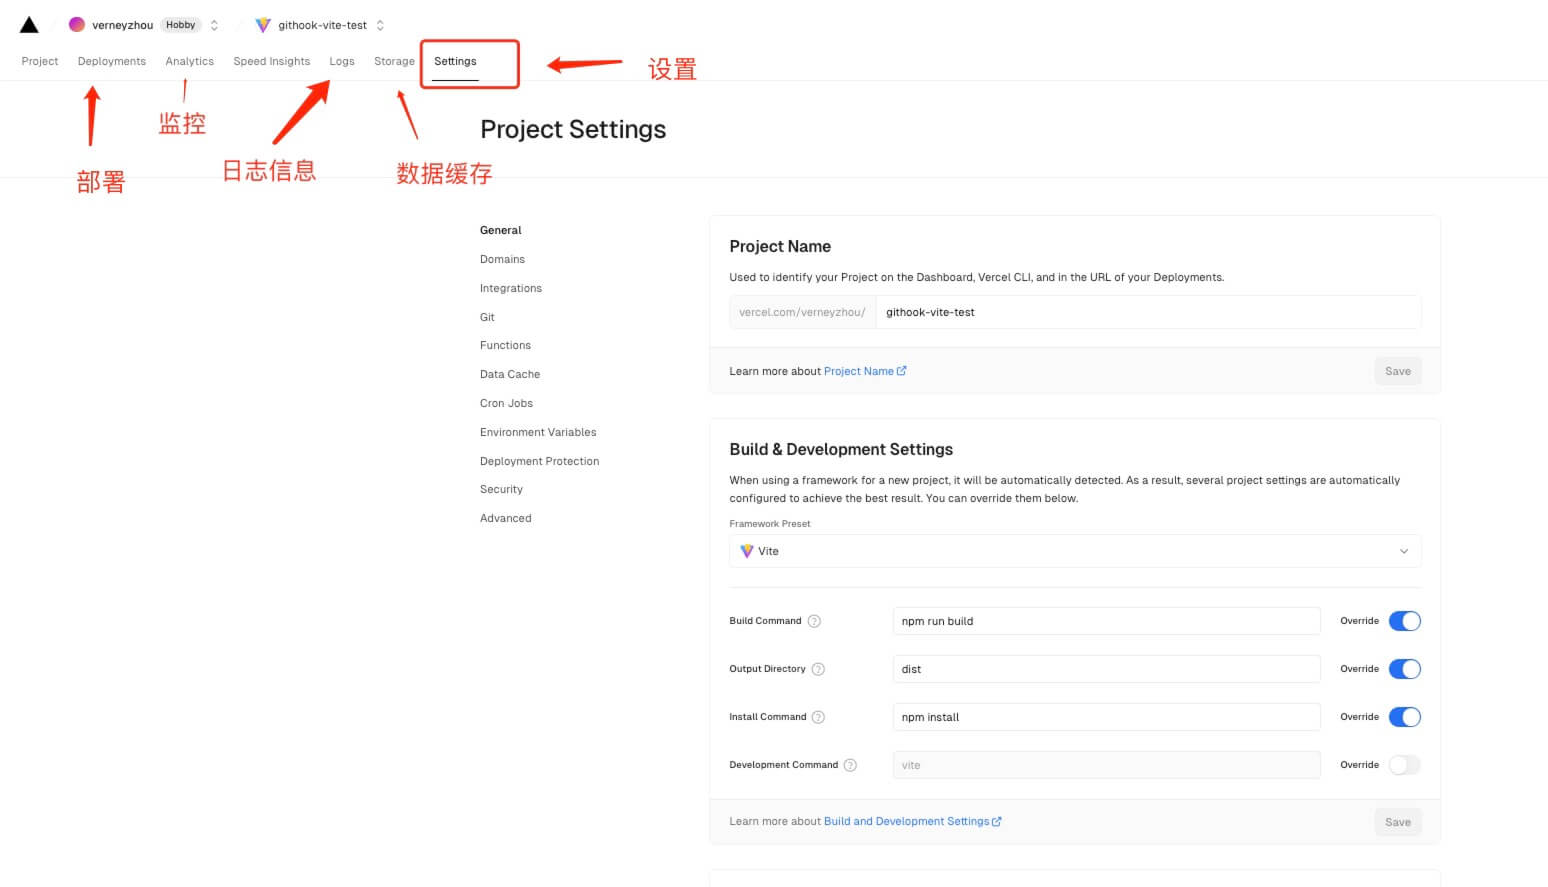 verneyzhou Hobby githook-vite-test
Project Deployments Analytics Speed Insights Logs Storage Settings
设置
监控
部署
日志信息
数据缓存
Project Settings
General
Domains
Integrations
Git
Functions
Data Cache
Cron Jobs
Environment Variables
Deployment Protection
Security
Advanced
Project Name
Used to identify your Project on the Dashboard, Vercel CLI, and in the URL of your Deployments.
vercel.com/verneyzhou/ githook-vite-test
Learn more about Project Name Save
Build & Development Settings
When using a framework for a new project, it will be automatically detected. As a result, several project settings are automatically
configured to achieve the best result. You can override them below.
Framework Preset
Vite
Build Command ? npm run build Override
Output Directory ? dist Override
Install Command ? npm install Override
Development Command ? vite Override
Learn more about Build and Development Settings Save